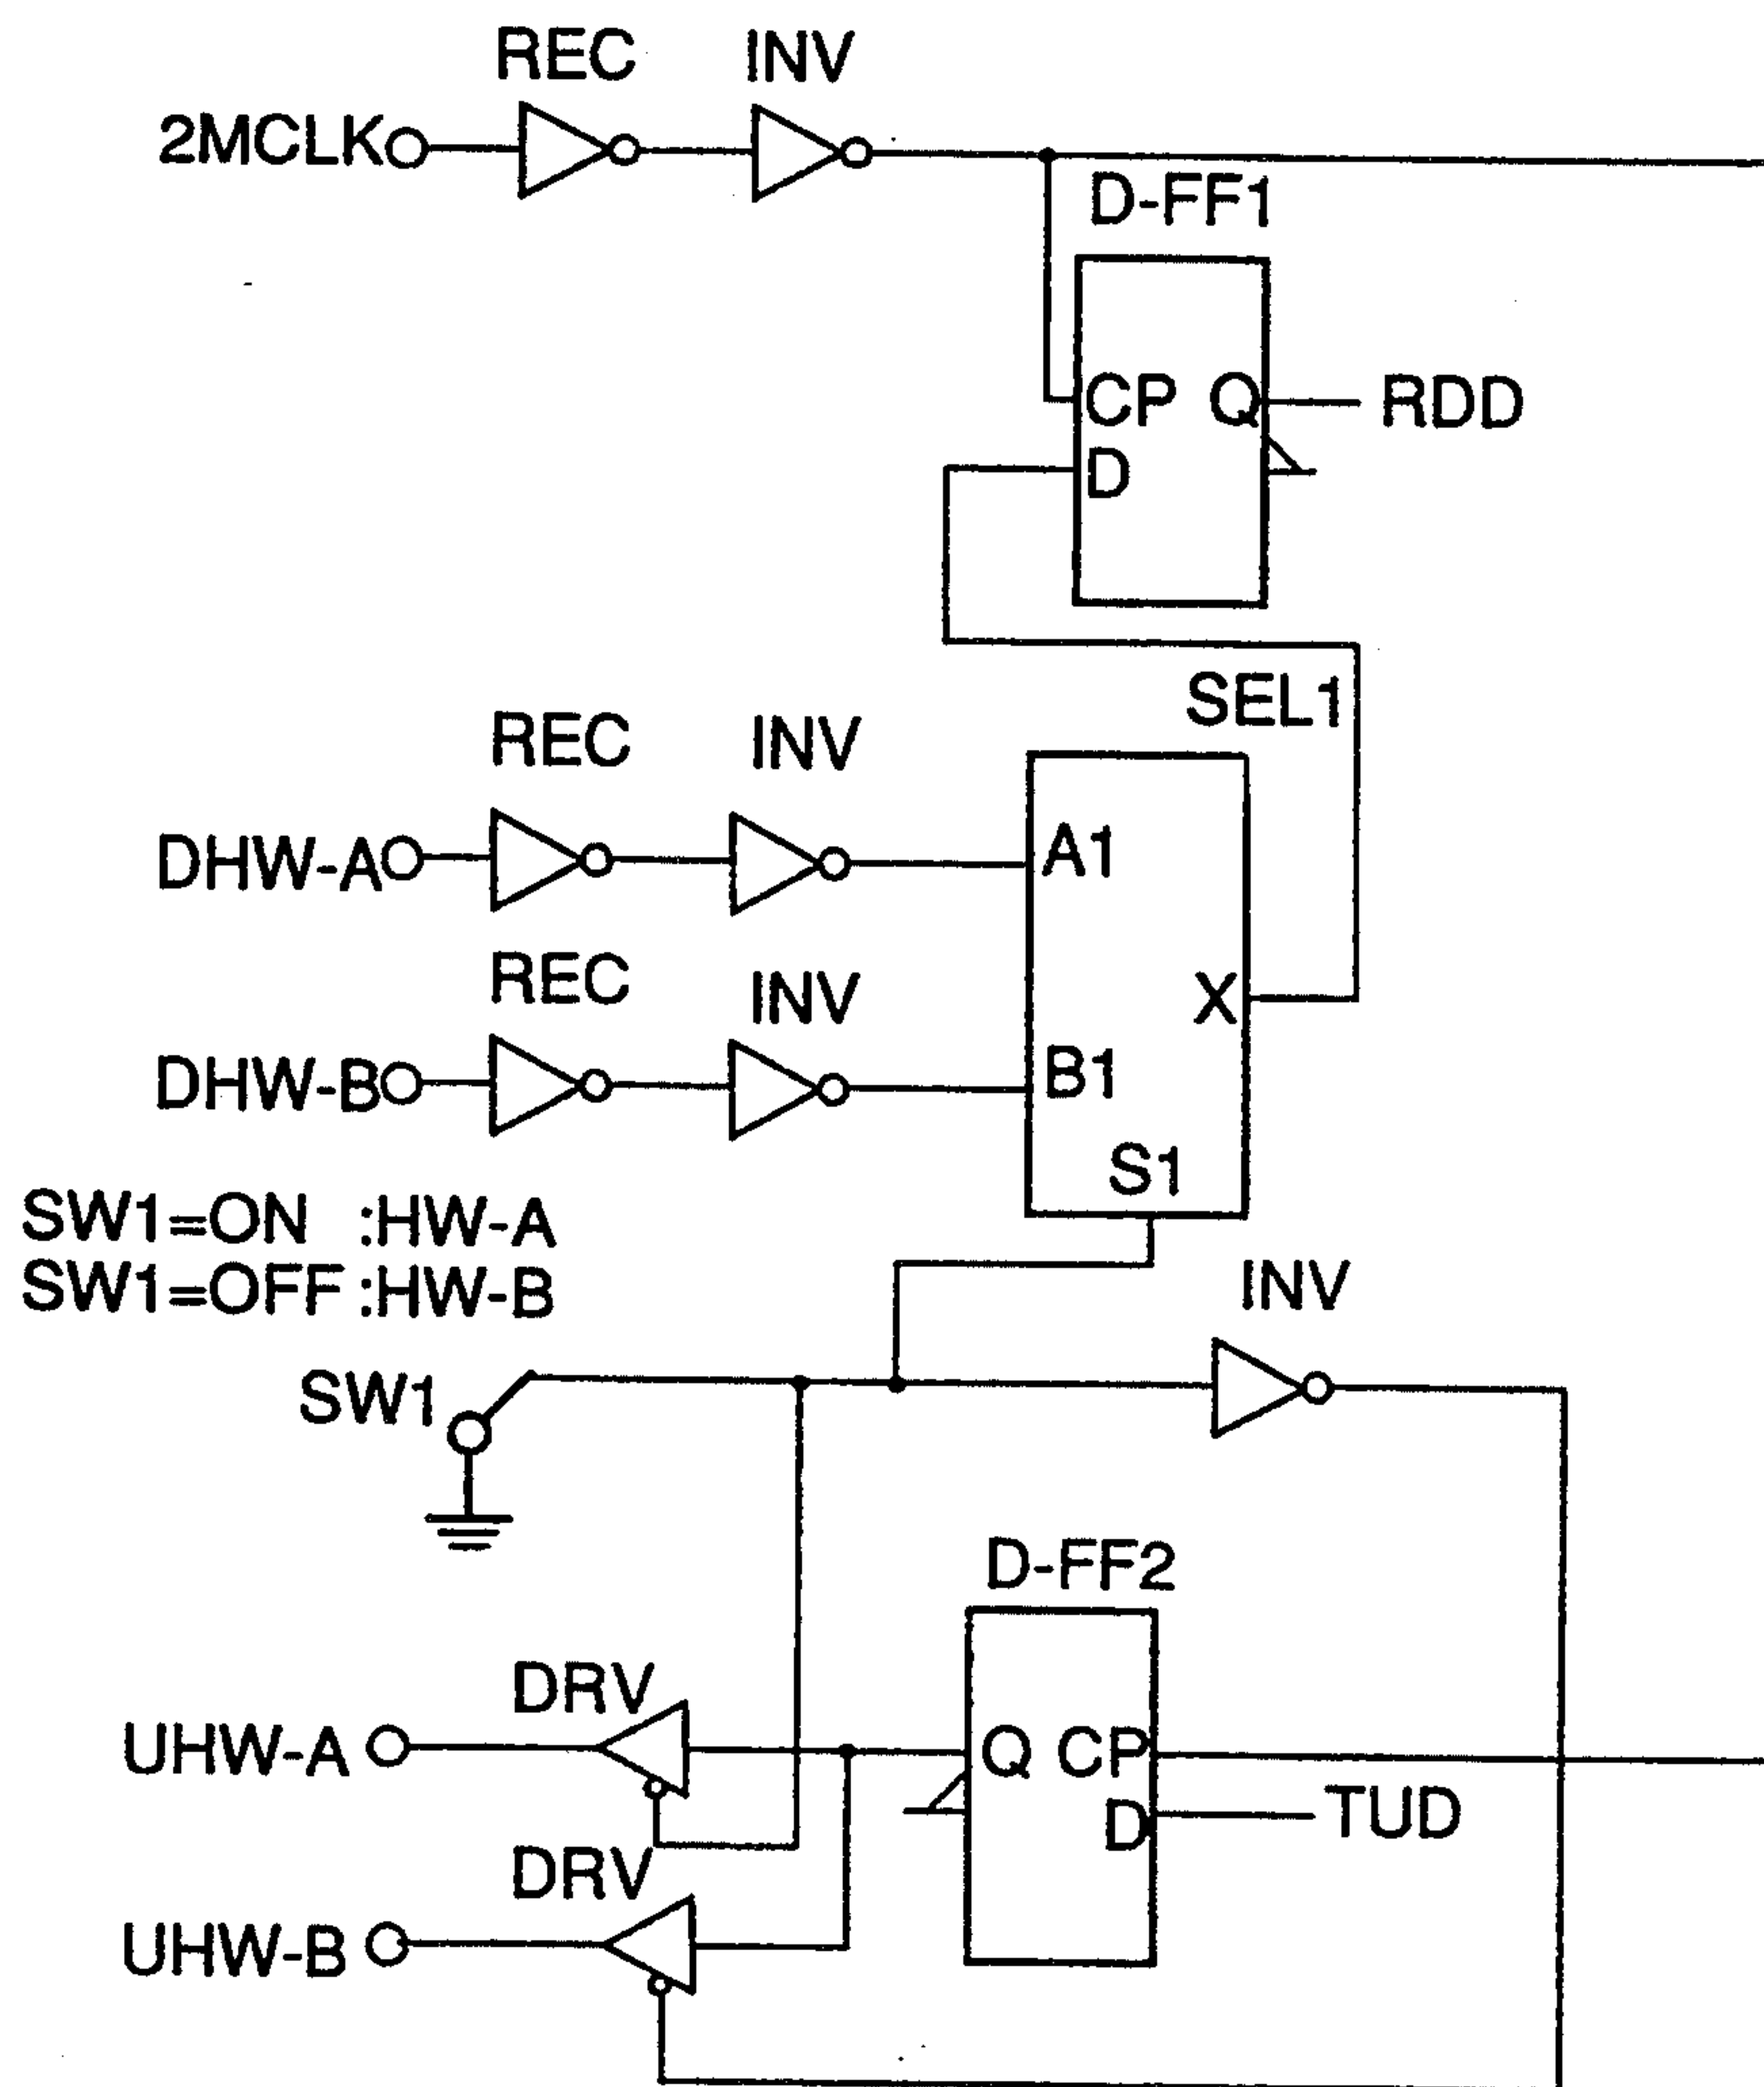 REC INV
2MCLK
D-FF1
CP Q RDD
D
SEL1
REC INV
DHW-A A1
REC INV X
DHW-B B1
S1
SW1=ON :HW-A
SW1=OFF :HW-B
INV
SW1
D-FF2
DRV
UHW-A Q CP
D TUD
DRV
UHW-B